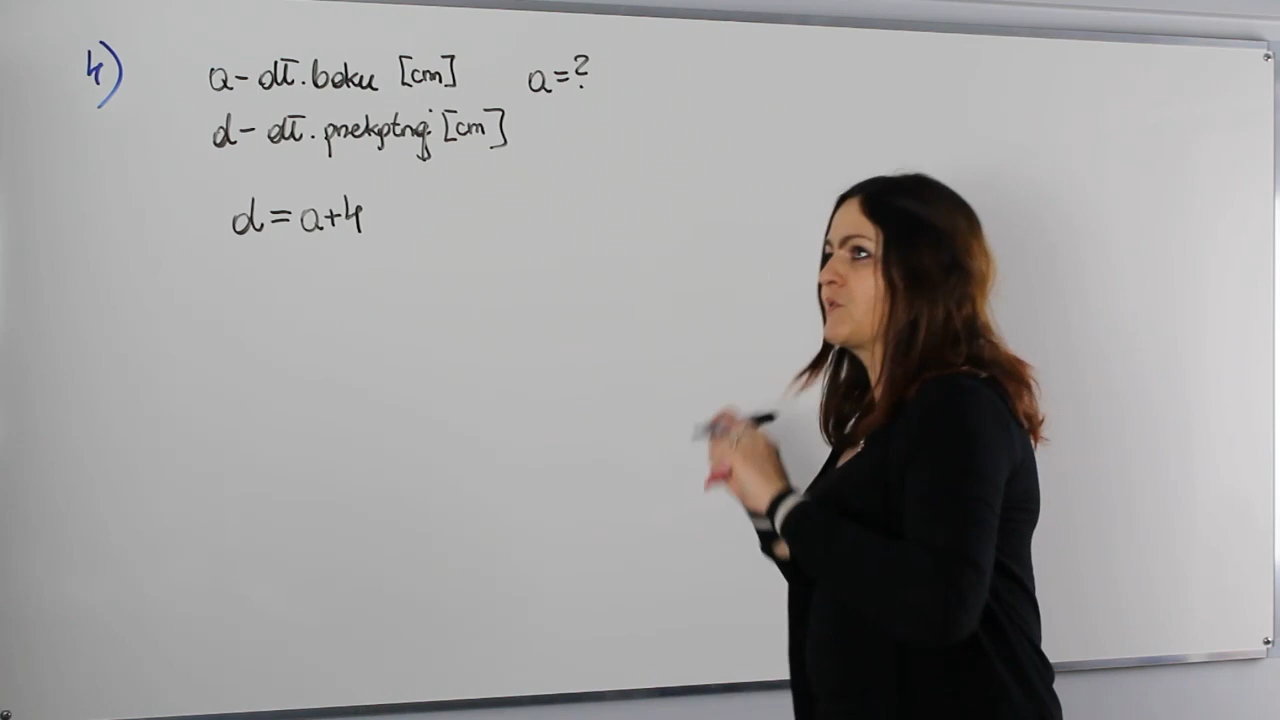 4) a - dł. boku [cm] a = ?
d - dł. przekątnej [cm]
d = a + 4